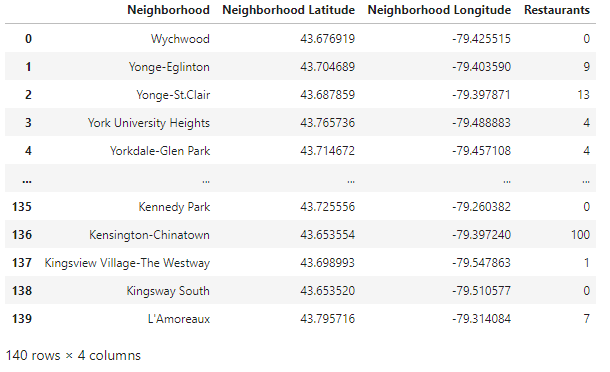 Neighborhood Neighborhood Latitude Neighborhood Longitude Restaurants
0 Wychwood 43.676919 -79.425515 0
1 Yonge-Eglinton 43.704689 -79.403590 9
2 Yonge-St.Clair 43.687859 -79.397871 13
3 York University Heights 43.765736 -79.488883 4
4 Yorkdale-Glen Park 43.714672 -79.457108 4
... ... ... ... ...
135 Kennedy Park 43.725556 -79.260382 0
136 Kensington-Chinatown 43.653554 -79.397240 100
137 Kingsview Village-The Westway 43.698993 -79.547863 1
138 Kingsway South 43.653520 -79.510577 0
139 L'Amoreaux 43.795716 -79.314084 7
140 rows × 4 columns